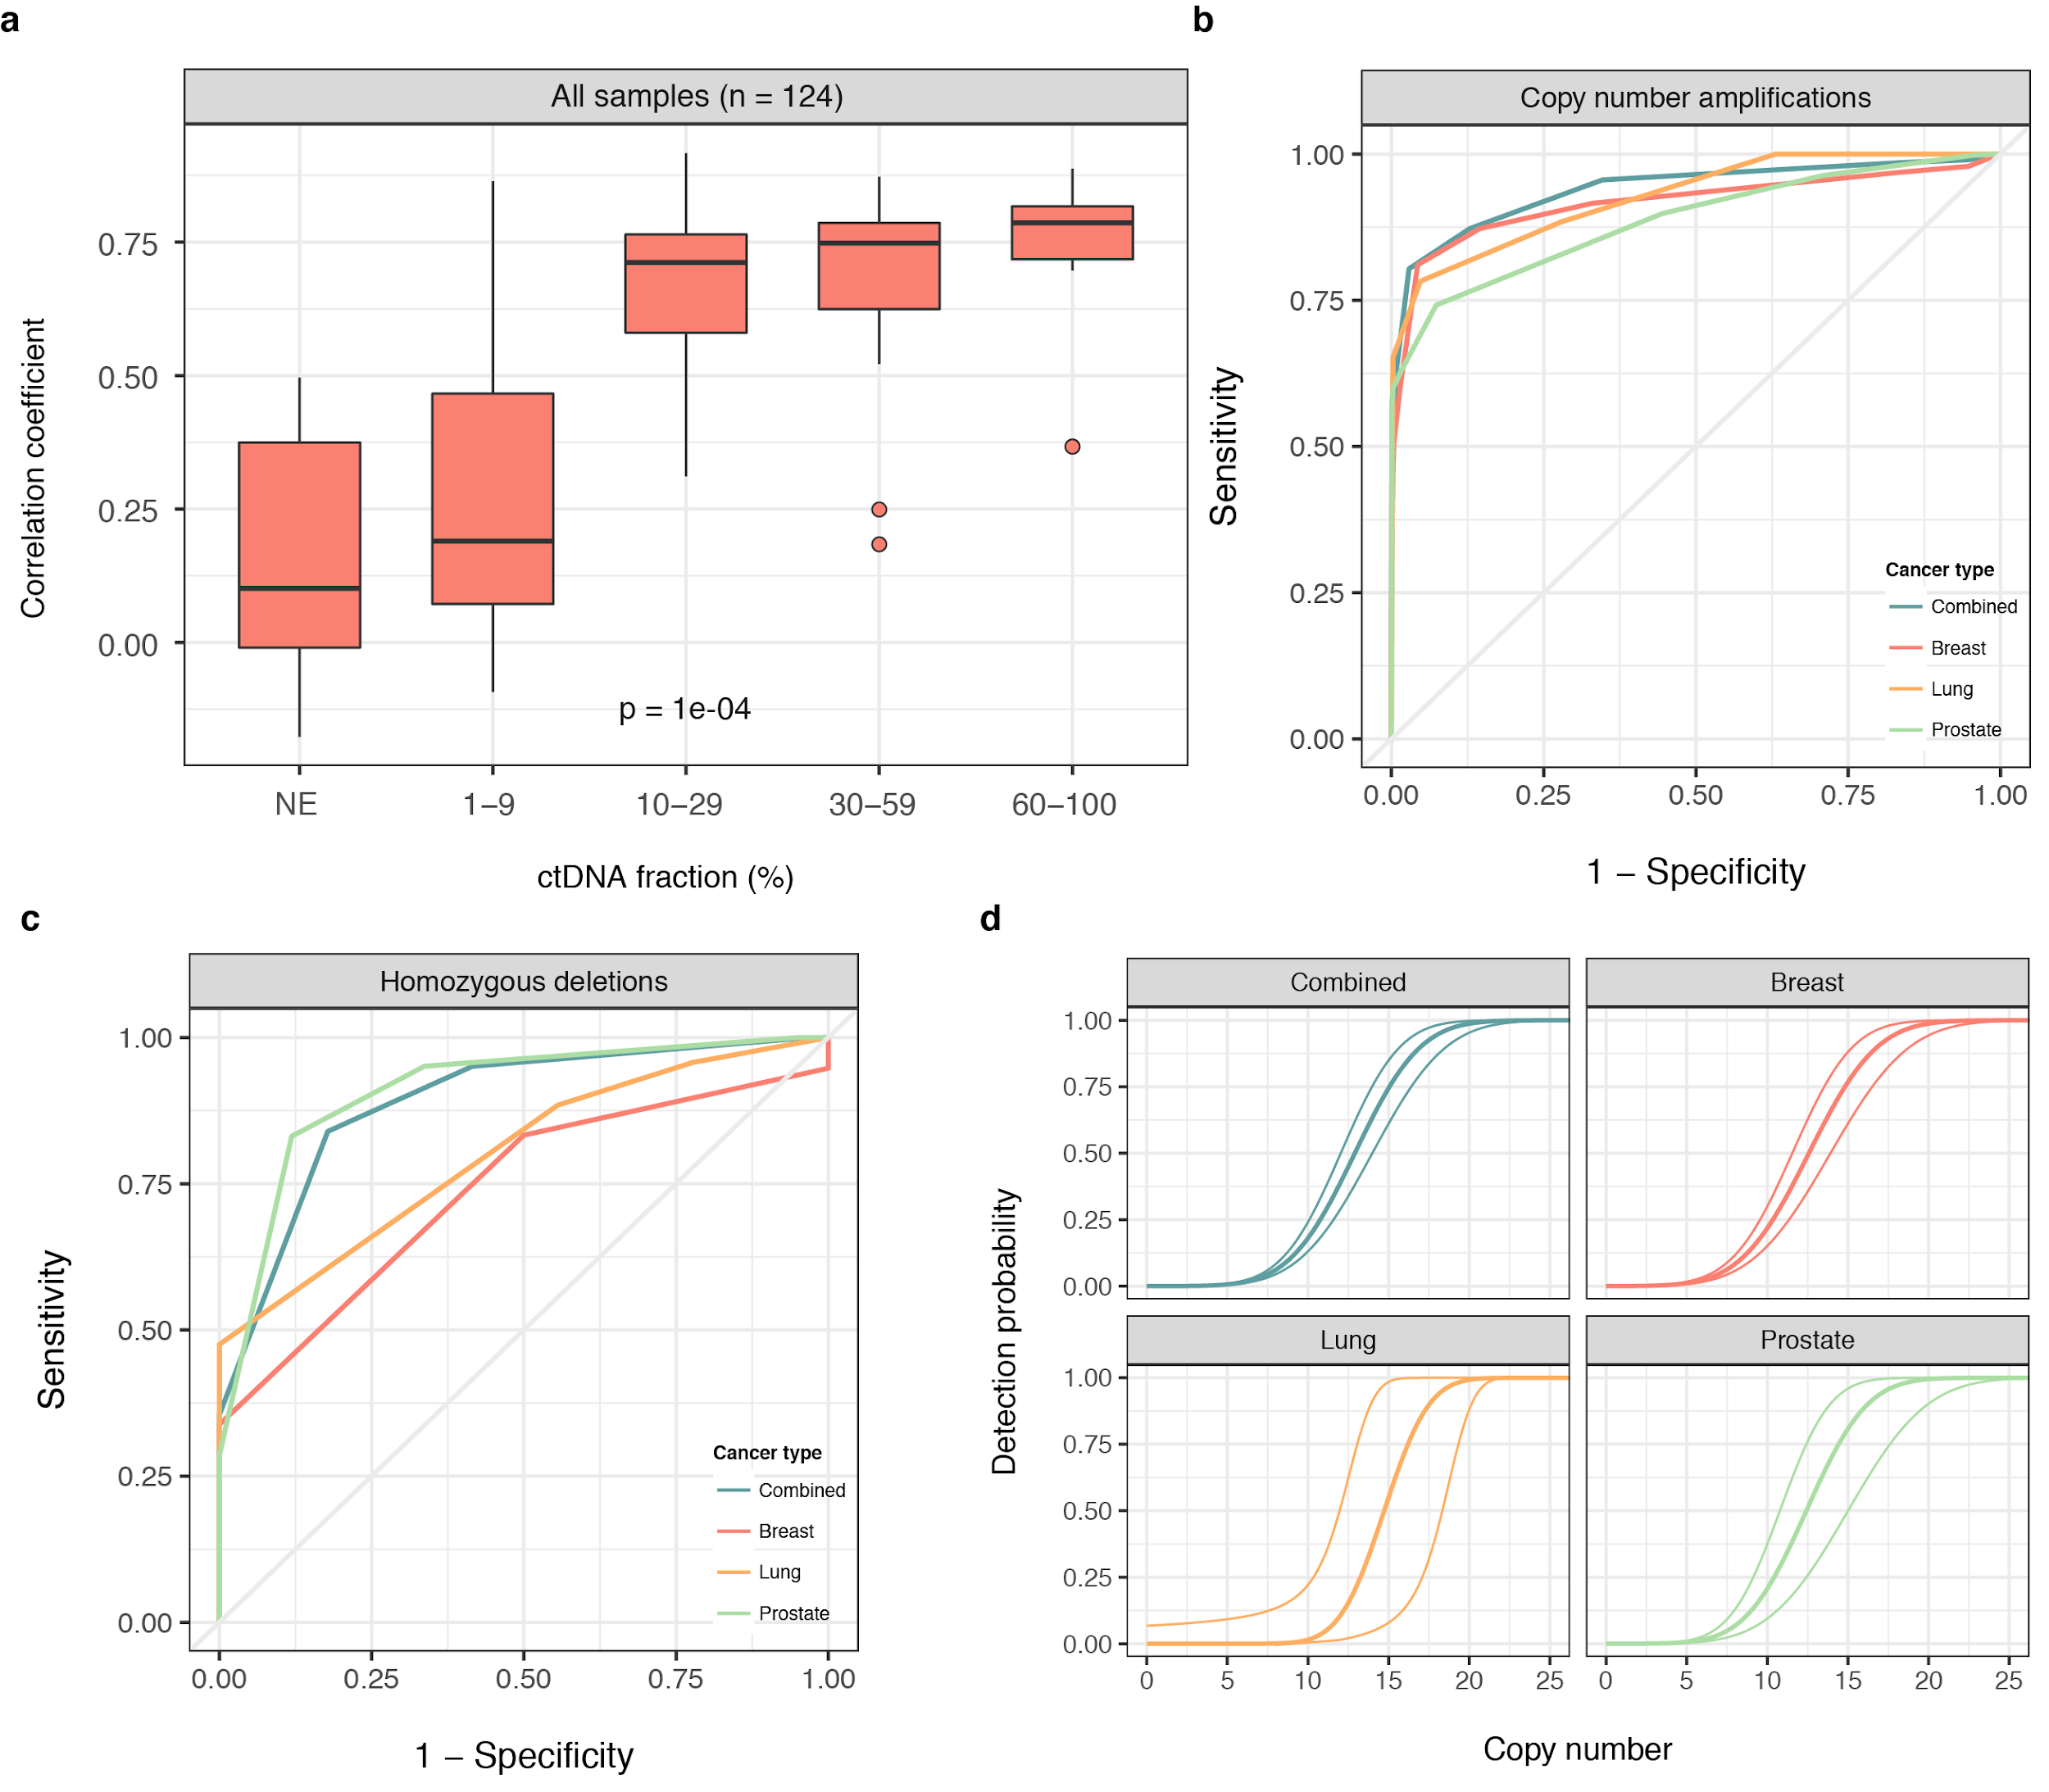 a
All samples (n = 124)
Correlation coefficient
0.75
0.50
0.25
0.00
p = 1e-04
NE
1–9
10–29
30–59
60–100
ctDNA fraction (%)
b
Copy number amplifications
Sensitivity
1.00
0.75
0.50
0.25
0.00
Cancer type
Combined
Breast
Lung
Prostate
0.00
0.25
0.50
0.75
1.00
1 – Specificity
c
Homozygous deletions
Sensitivity
1.00
0.75
0.50
0.25
0.00
Cancer type
Combined
Breast
Lung
Prostate
0.00
0.25
0.50
0.75
1.00
1 – Specificity
d
Detection probability
Combined
Breast
1.00
0.75
0.50
0.25
0.00
Lung
Prostate
1.00
0.75
0.50
0.25
0.00
0
5
10
15
20
25
0
5
10
15
20
25
Copy number